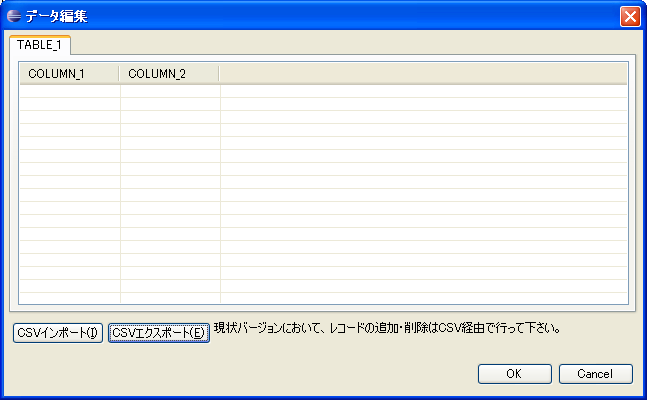 データ編集
TABLE_1
COLUMN_1 COLUMN_2
CSVインポート(I) CSVエクスポート(E) 現状バージョンにおいて、レコードの追加・削除はCSV経由で行って下さい。
OK Cancel